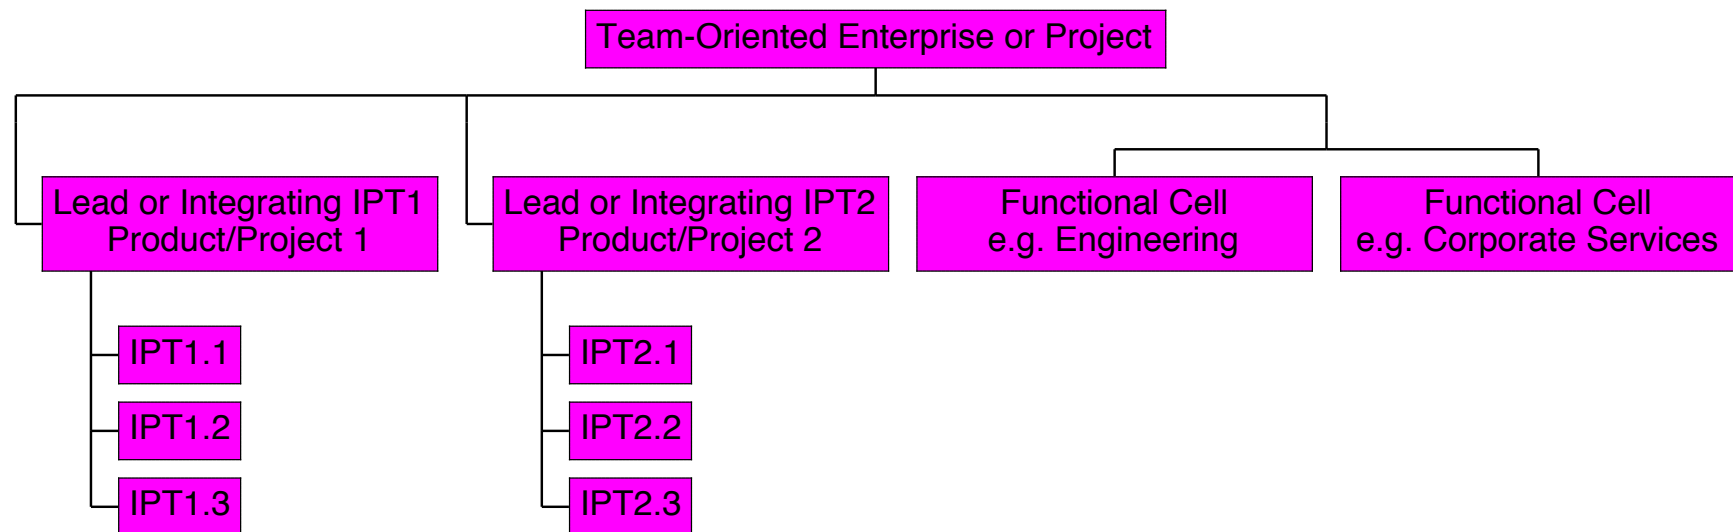 Team-Oriented Enterprise or Project
Lead or Integrating IPT1
Product/Project 1
Lead or Integrating IPT2
Product/Project 2
Functional Cell
e.g. Engineering
Functional Cell
e.g. Corporate Services
IPT1.1
IPT1.2
IPT1.3
IPT2.1
IPT2.2
IPT2.3